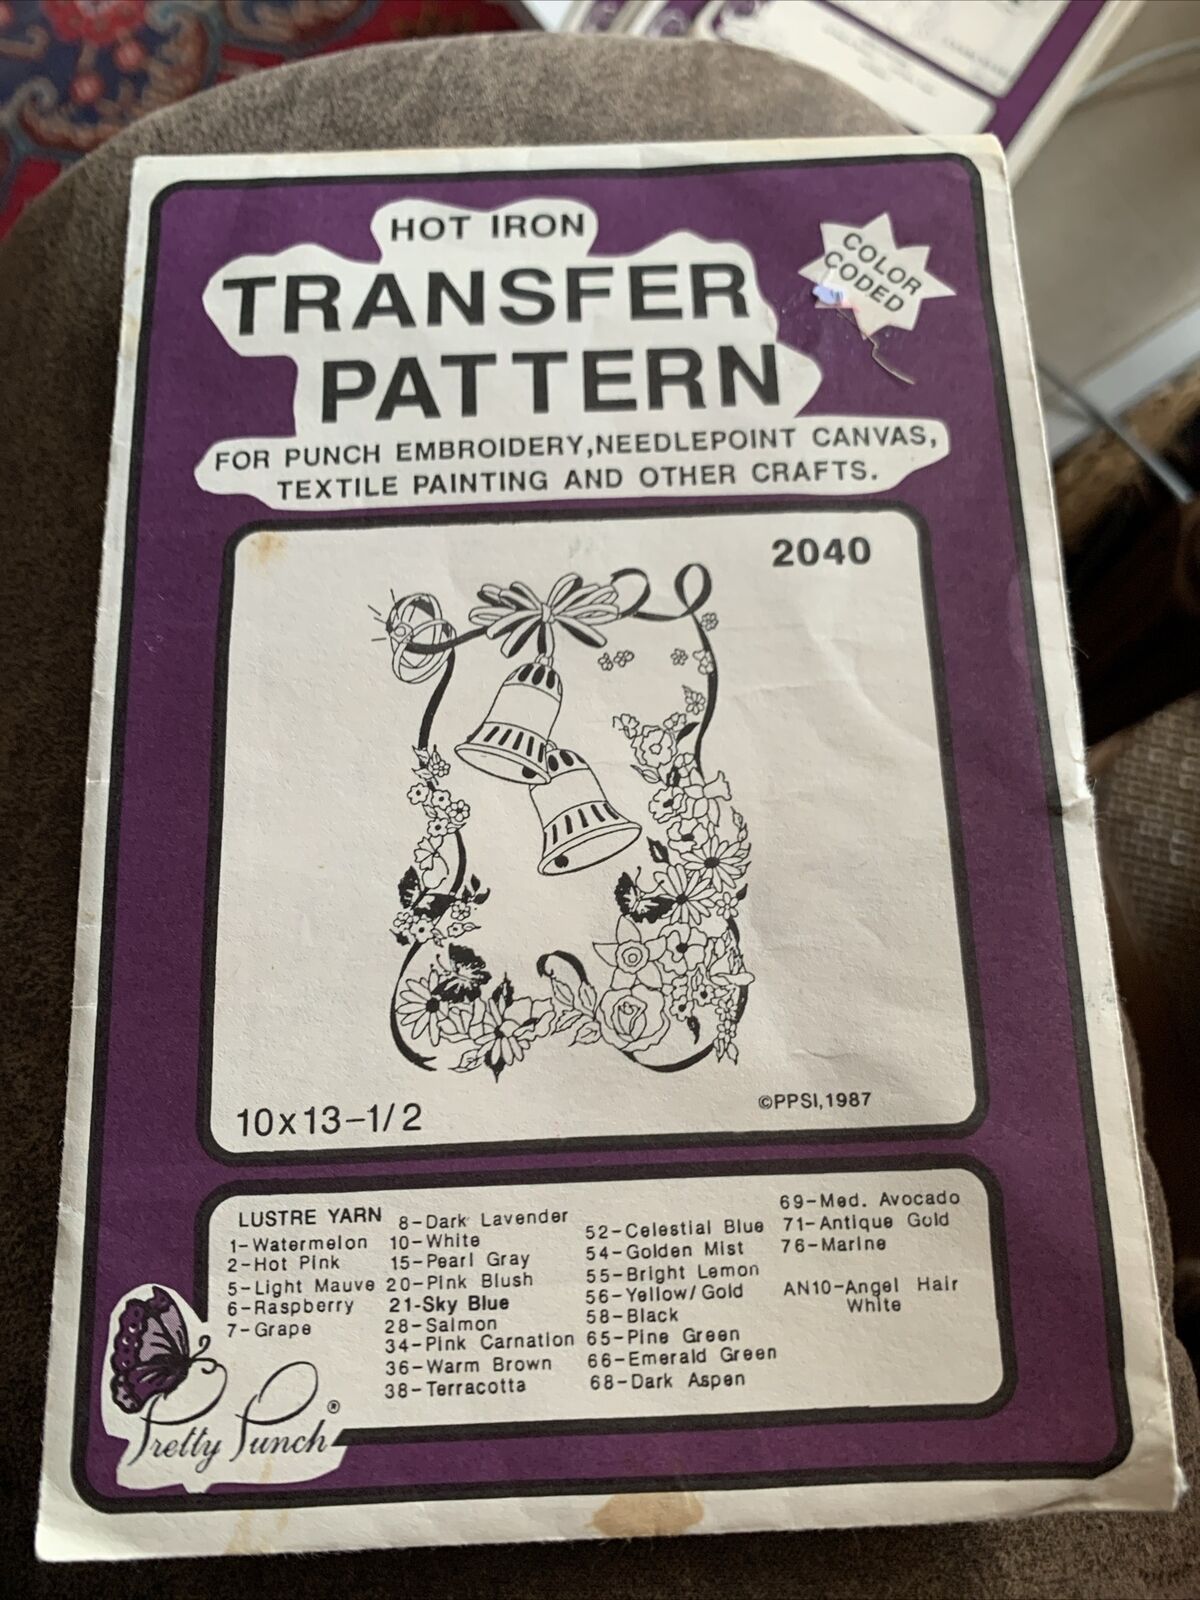 HOT IRON
TRANSFER
PATTERN
COLOR
CODED
FOR PUNCH EMBROIDERY,NEEDLEPOINT CANVAS,
TEXTILE PAINTING AND OTHER CRAFTS.
2040
10x13-1/2
©PPSI,1987
LUSTRE YARN
1-Watermelon
2-Hot Pink
5-Light Mauve
6-Raspberry
7-Grape
8-Dark Lavender
10-White
15-Pearl Gray
20-Pink Blush
21-Sky Blue
28-Salmon
34-Pink Carnation
36-Warm Brown
38-Terracotta
52-Celestial Blue
54-Golden Mist
55-Bright Lemon
56-Yellow/Gold
58-Black
65-Pine Green
66-Emerald Green
68-Dark Aspen
69-Med. Avocado
71-Antique Gold
76-Marine
AN10-Angel Hair
White
Pretty Punch®